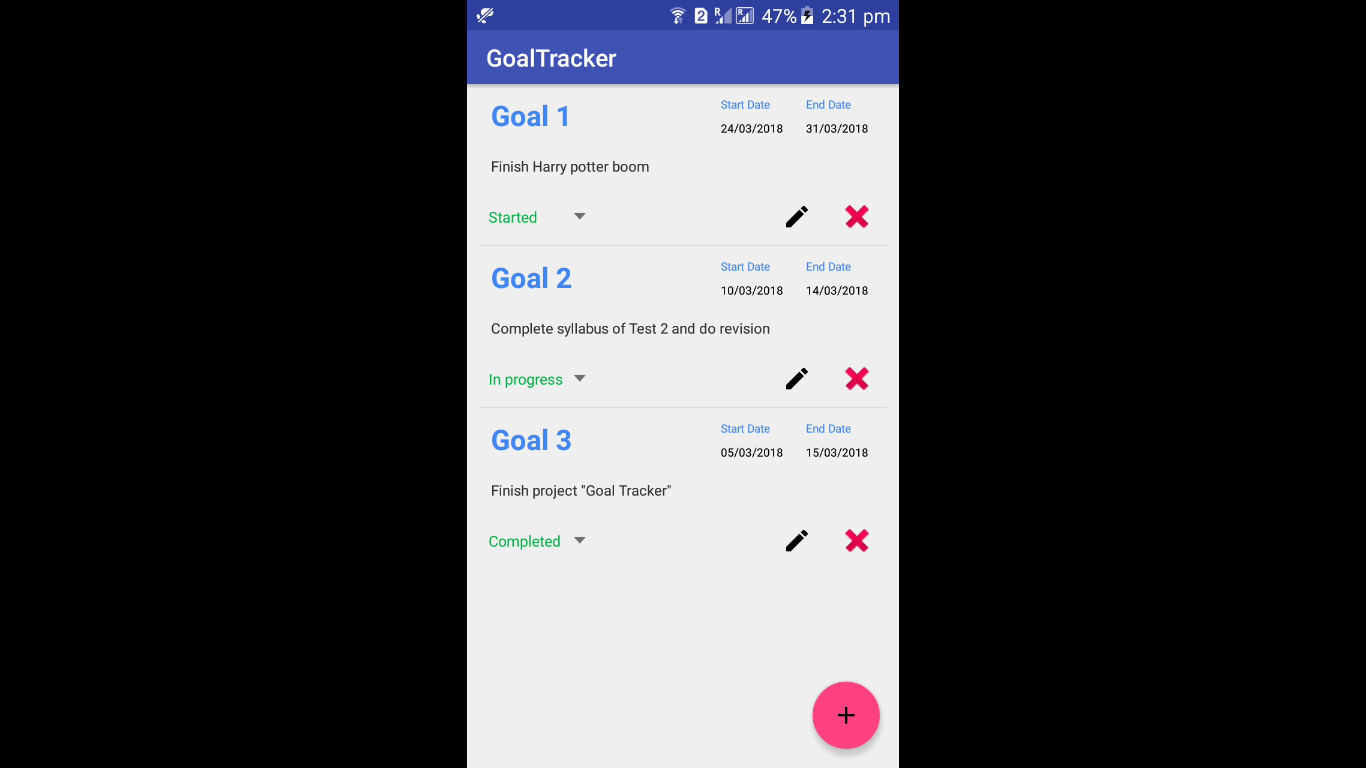 2 R R 47% 2:31 pm
GoalTracker
Goal 1
Start Date End Date
24/03/2018 31/03/2018
Finish Harry potter boom
Started
Goal 2
Start Date End Date
10/03/2018 14/03/2018
Complete syllabus of Test 2 and do revision
In progress
Goal 3
Start Date End Date
05/03/2018 15/03/2018
Finish project "Goal Tracker"
Completed
+